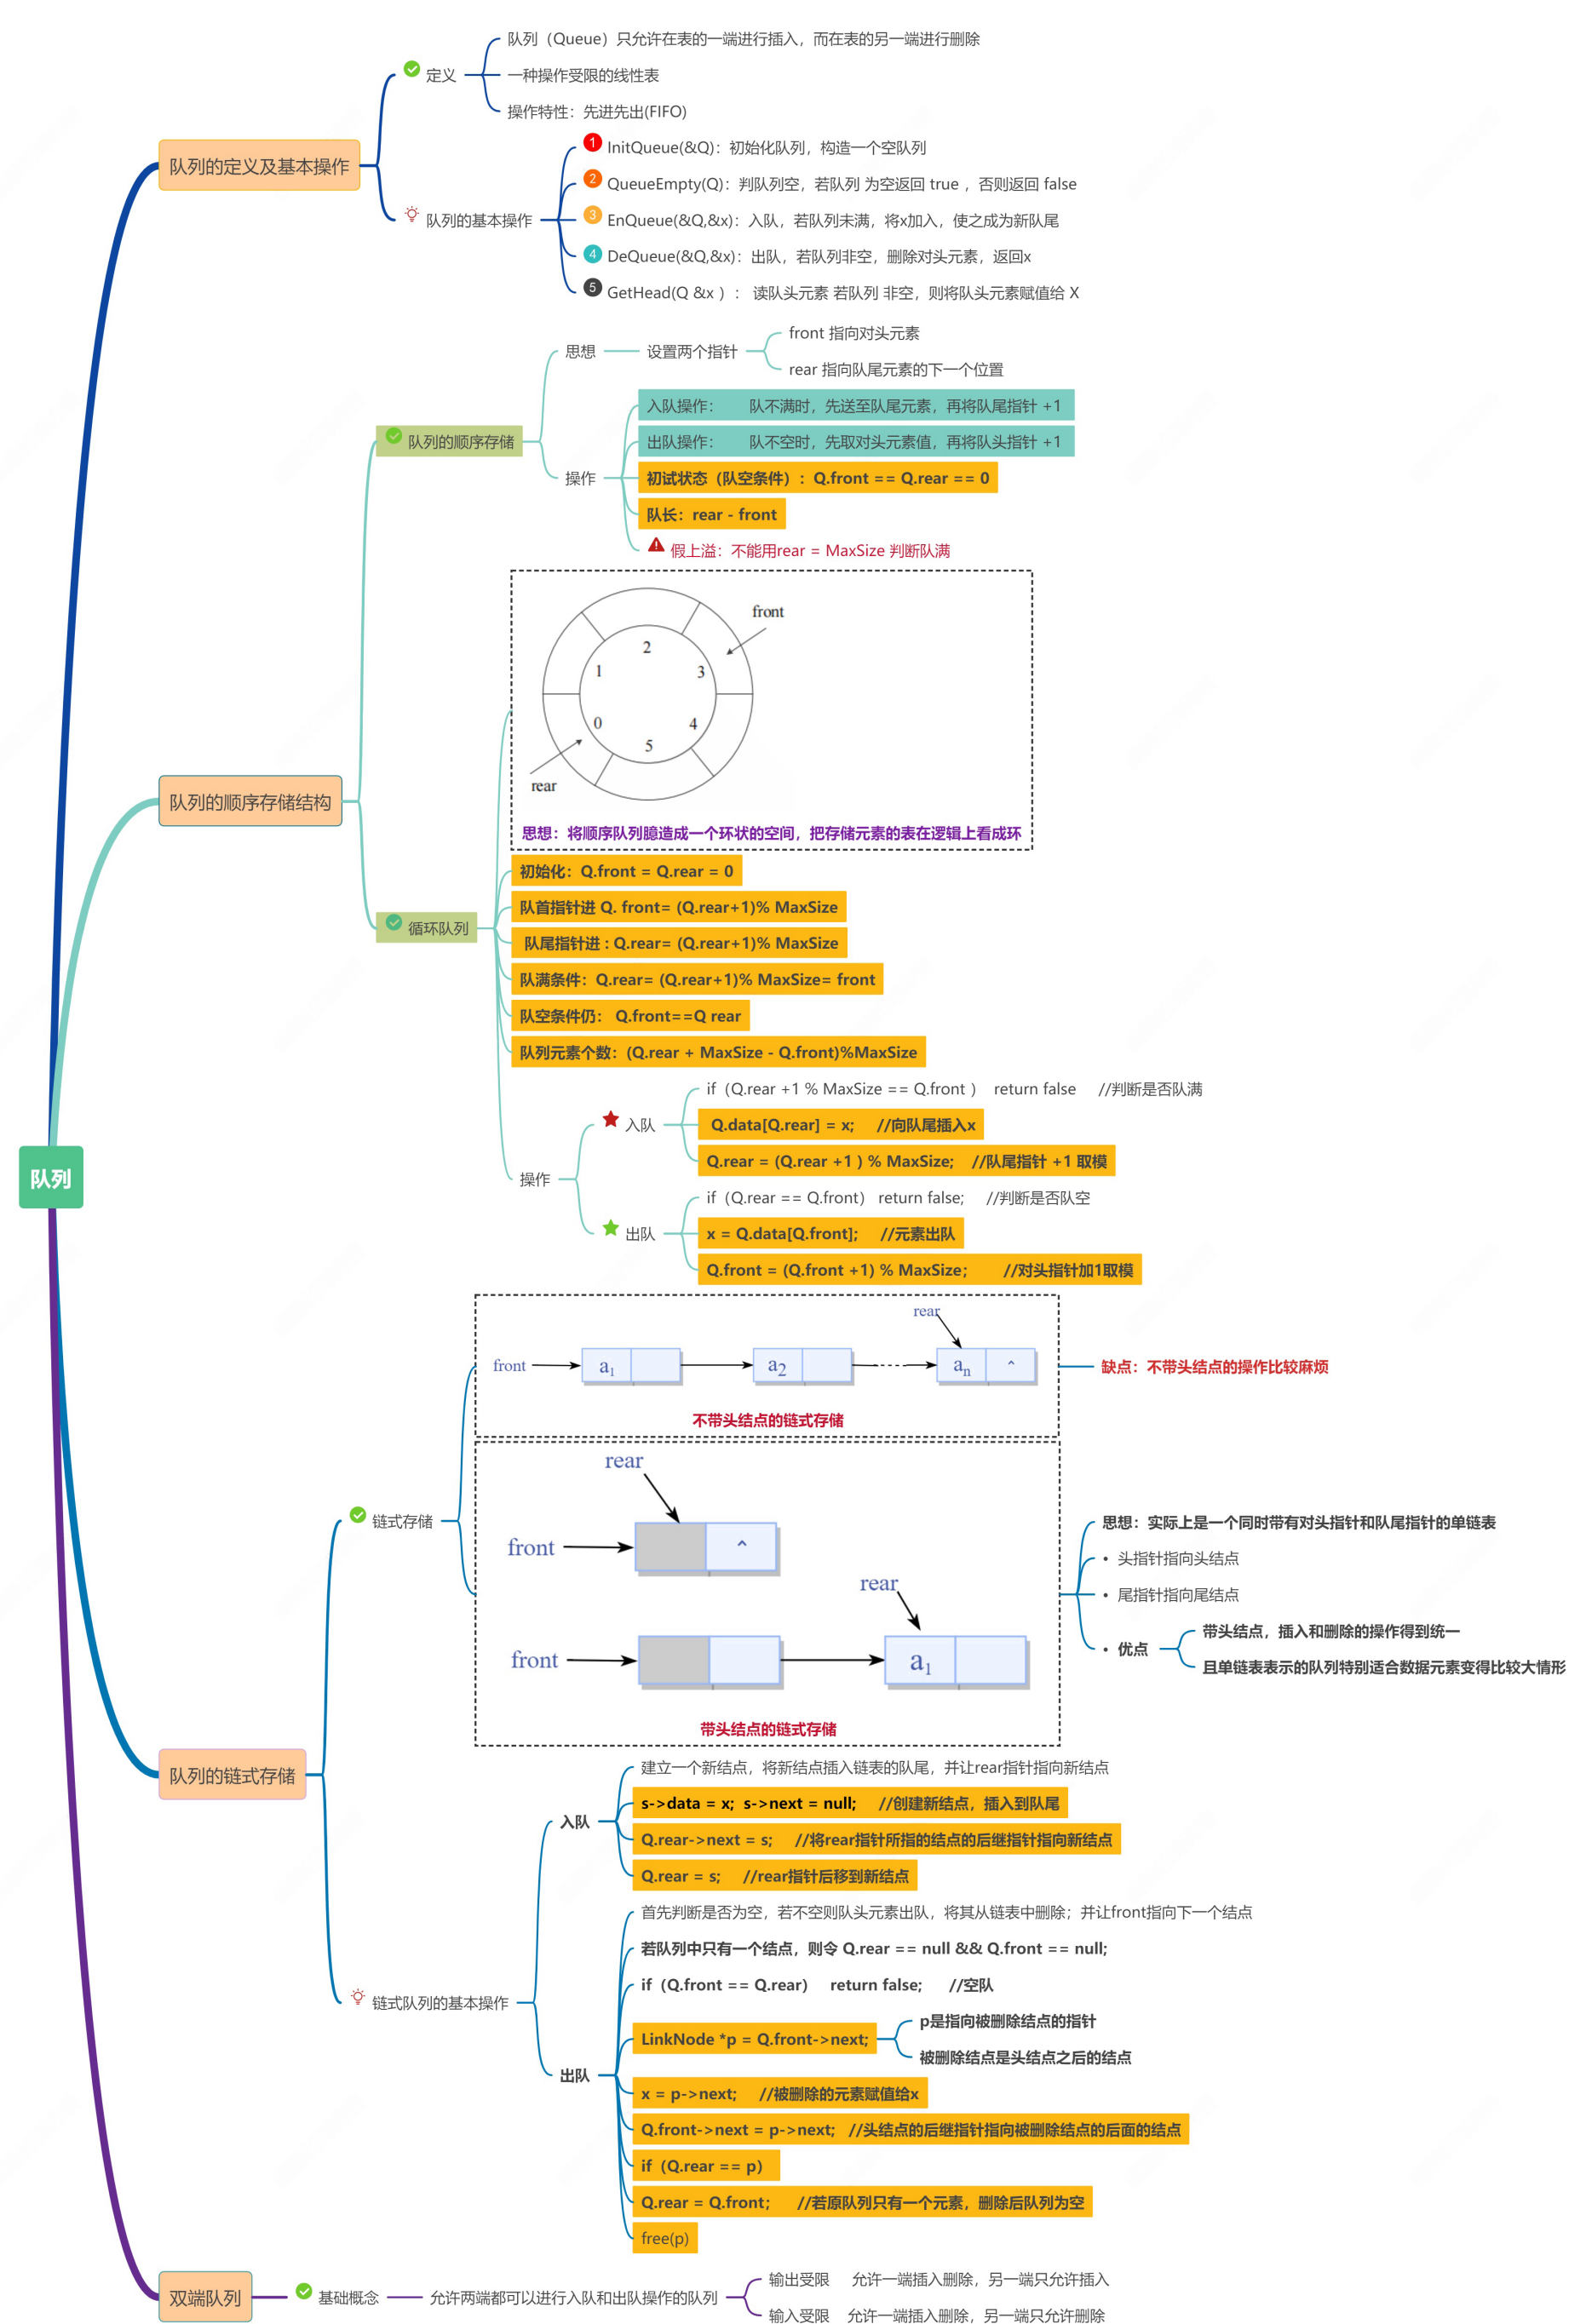 队列
队列的定义及基本操作
定义
队列（Queue）只允许在表的一端进行插入，而在表的另一端进行删除
一种操作受限的线性表
操作特性：先进先出(FIFO)
队列的基本操作
1 InitQueue(&Q)：初始化队列，构造一个空队列
2 QueueEmpty(Q)：判队列空，若队列 为空返回 true ，否则返回 false
3 EnQueue(&Q,&x)：入队，若队列未满，将x加入，使之成为新队尾
4 DeQueue(&Q,&x)：出队，若队列非空，删除对头元素，返回x
5 GetHead(Q &x ） ： 读队头元素 若队列 非空，则将队头元素赋值给 X
队列的顺序存储结构
队列的顺序存储
思想
设置两个指针
front 指向对头元素
rear 指向队尾元素的下一个位置
操作
入队操作： 队不满时，先送至队尾元素，再将队尾指针 +1
出队操作： 队不空时，先取对头元素值，再将队头指针 +1
初试状态（队空条件）：Q.front == Q.rear == 0
队长：rear - front
假上溢：不能用rear = MaxSize 判断队满
循环队列
front
2
1
3
0
4
5
rear
思想：将顺序队列臆造成一个环状的空间，把存储元素的表在逻辑上看成环
初始化：Q.front = Q.rear = 0
队首指针进 Q. front= (Q.rear+1)% MaxSize
队尾指针进 : Q.rear= (Q.rear+1)% MaxSize
队满条件：Q.rear= (Q.rear+1)% MaxSize= front
队空条件仍： Q.front==Q rear
队列元素个数：(Q.rear + MaxSize - Q.front)%MaxSize
操作
入队
if（Q.rear +1 % MaxSize == Q.front ） return false //判断是否队满
Q.data[Q.rear] = x; //向队尾插入x
Q.rear = (Q.rear +1 ) % MaxSize; //队尾指针 +1 取模
出队
if（Q.rear == Q.front） return false; //判断是否队空
x = Q.data[Q.front]; //元素出队
Q.front = (Q.front +1) % MaxSize； //对头指针加1取模
队列的链式存储
链式存储
rear
front
a1
a2
an ^
不带头结点的链式存储
缺点：不带头结点的操作比较麻烦
rear
front
^
rear
front
a1
带头结点的链式存储
思想：实际上是一个同时带有对头指针和队尾指针的单链表
• 头指针指向头结点
• 尾指针指向尾结点
• 优点
带头结点，插入和删除的操作得到统一
且单链表表示的队列特别适合数据元素变得比较大情形
链式队列的基本操作
入队
建立一个新结点，将新结点插入链表的队尾，并让rear指针指向新结点
s->data = x; s->next = null; //创建新结点，插入到队尾
Q.rear->next = s; //将rear指针所指的结点的后继指针指向新结点
Q.rear = s; //rear指针后移到新结点
出队
首先判断是否为空，若不空则队头元素出队，将其从链表中删除；并让front指向下一个结点
若队列中只有一个结点，则令 Q.rear == null && Q.front == null;
if（Q.front == Q.rear） return false; //空队
LinkNode *p = Q.front->next;
p是指向被删除结点的指针
被删除结点是头结点之后的结点
x = p->next; //被删除的元素赋值给x
Q.front->next = p->next; //头结点的后继指针指向被删除结点的后面的结点
if（Q.rear == p）
Q.rear = Q.front； //若原队列只有一个元素，删除后队列为空
free(p)
双端队列
基础概念
允许两端都可以进行入队和出队操作的队列
输出受限 允许一端插入删除，另一端只允许插入
输入受限 允许一端插入删除，另一端只允许删除